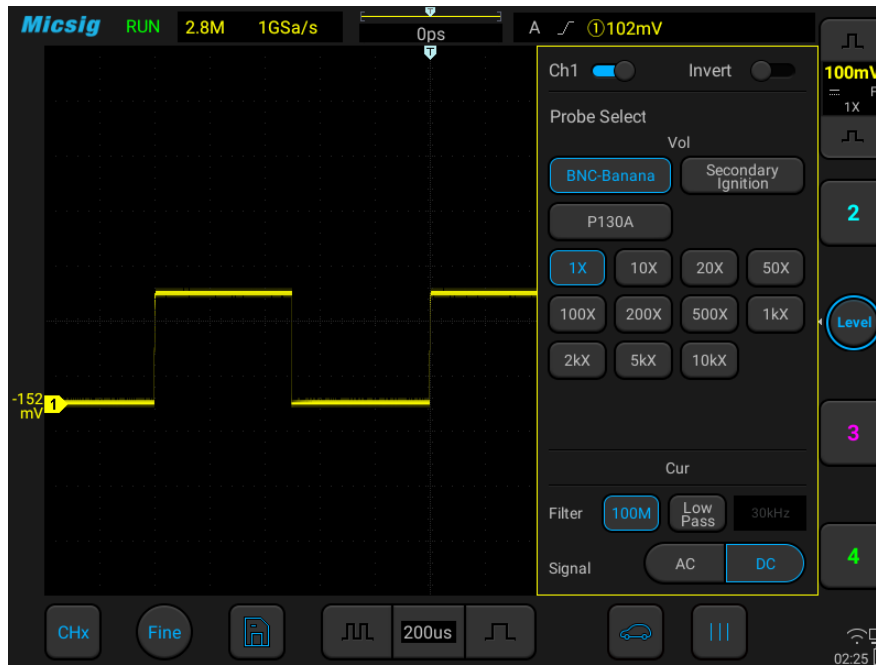 Micsig RUN 2.8M 1GSa/s T 0ps A ①102mV
T
Ch1 Invert
100mV
F
1X
Probe Select
Vol
BNC-Banana Secondary Ignition
P130A
2
1X 10X 20X 50X
100X 200X 500X 1kX
Level
2kX 5kX 10kX
-152
mV 1
3
Cur
Filter 100M Low Pass 30kHz
Signal AC DC
4
CHx Fine 200us
02:25